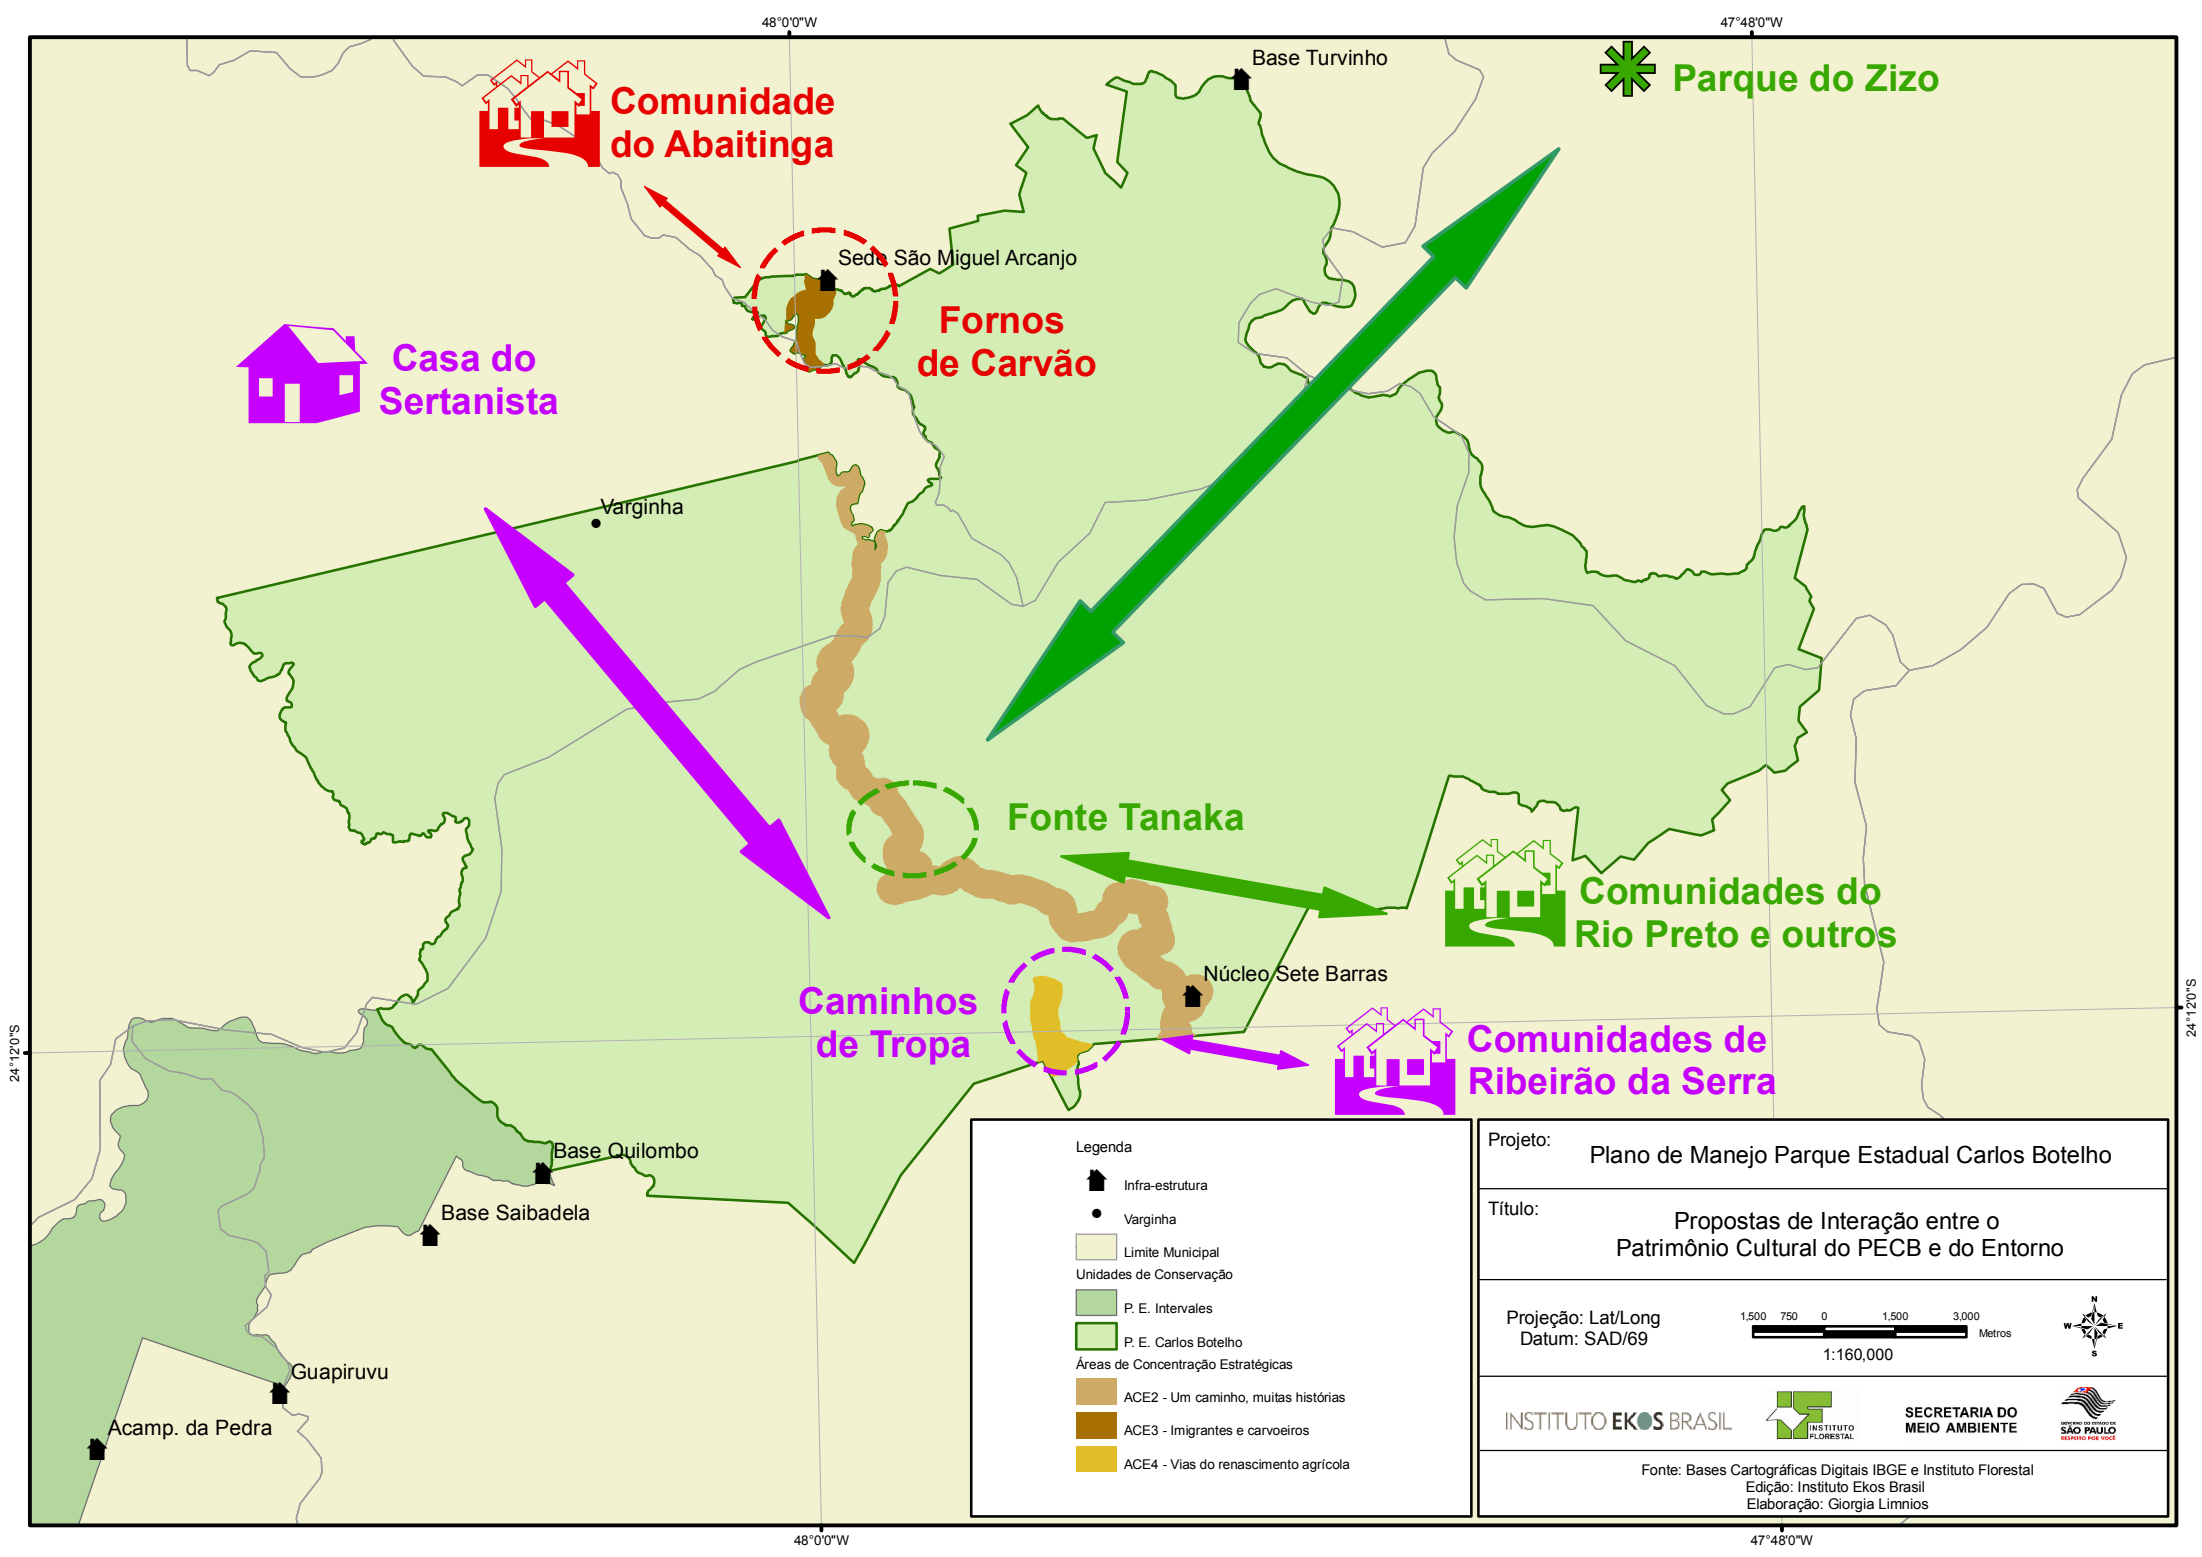 48°0'0"W
47°48'0"W
Base Turvinho
Parque do Zizo
Comunidade
do Abaitinga
Sede São Miguel Arcanjo
Fornos
de Carvão
Casa do
Sertanista
Varginha
Fonte Tanaka
Comunidades do
Rio Preto e outros
Núcleo Sete Barras
Caminhos
de Tropa
Comunidades de
Ribeirão da Serra
24°12'0"S
24°12'0"S
Base Quilombo
Base Saibadela
Guapiruvu
Acamp. da Pedra
Legenda
Infra-estrutura
Varginha
Limite Municipal
Unidades de Conservação
P. E. Intervales
P. E. Carlos Botelho
Áreas de Concentração Estratégicas
ACE2 - Um caminho, muitas histórias
ACE3 - Imigrantes e carvoeiros
ACE4 - Vias do renascimento agrícola
Projeto:
Plano de Manejo Parque Estadual Carlos Botelho
Título:
Propostas de Interação entre o
Patrimônio Cultural do PECB e do Entorno
Projeção: Lat/Long
Datum: SAD/69
1,500 750 0 1,500 3,000
Metros
1:160,000
N
W E
S
INSTITUTO EKOS BRASIL
INSTITUTO
FLORESTAL
SECRETARIA DO
MEIO AMBIENTE
GOVERNO DO ESTADO DE
SÃO PAULO
RESPEITO POR VOCÊ
Fonte: Bases Cartográficas Digitais IBGE e Instituto Florestal
Edição: Instituto Ekos Brasil
Elaboração: Giorgia Limnios
48°0'0"W
47°48'0"W